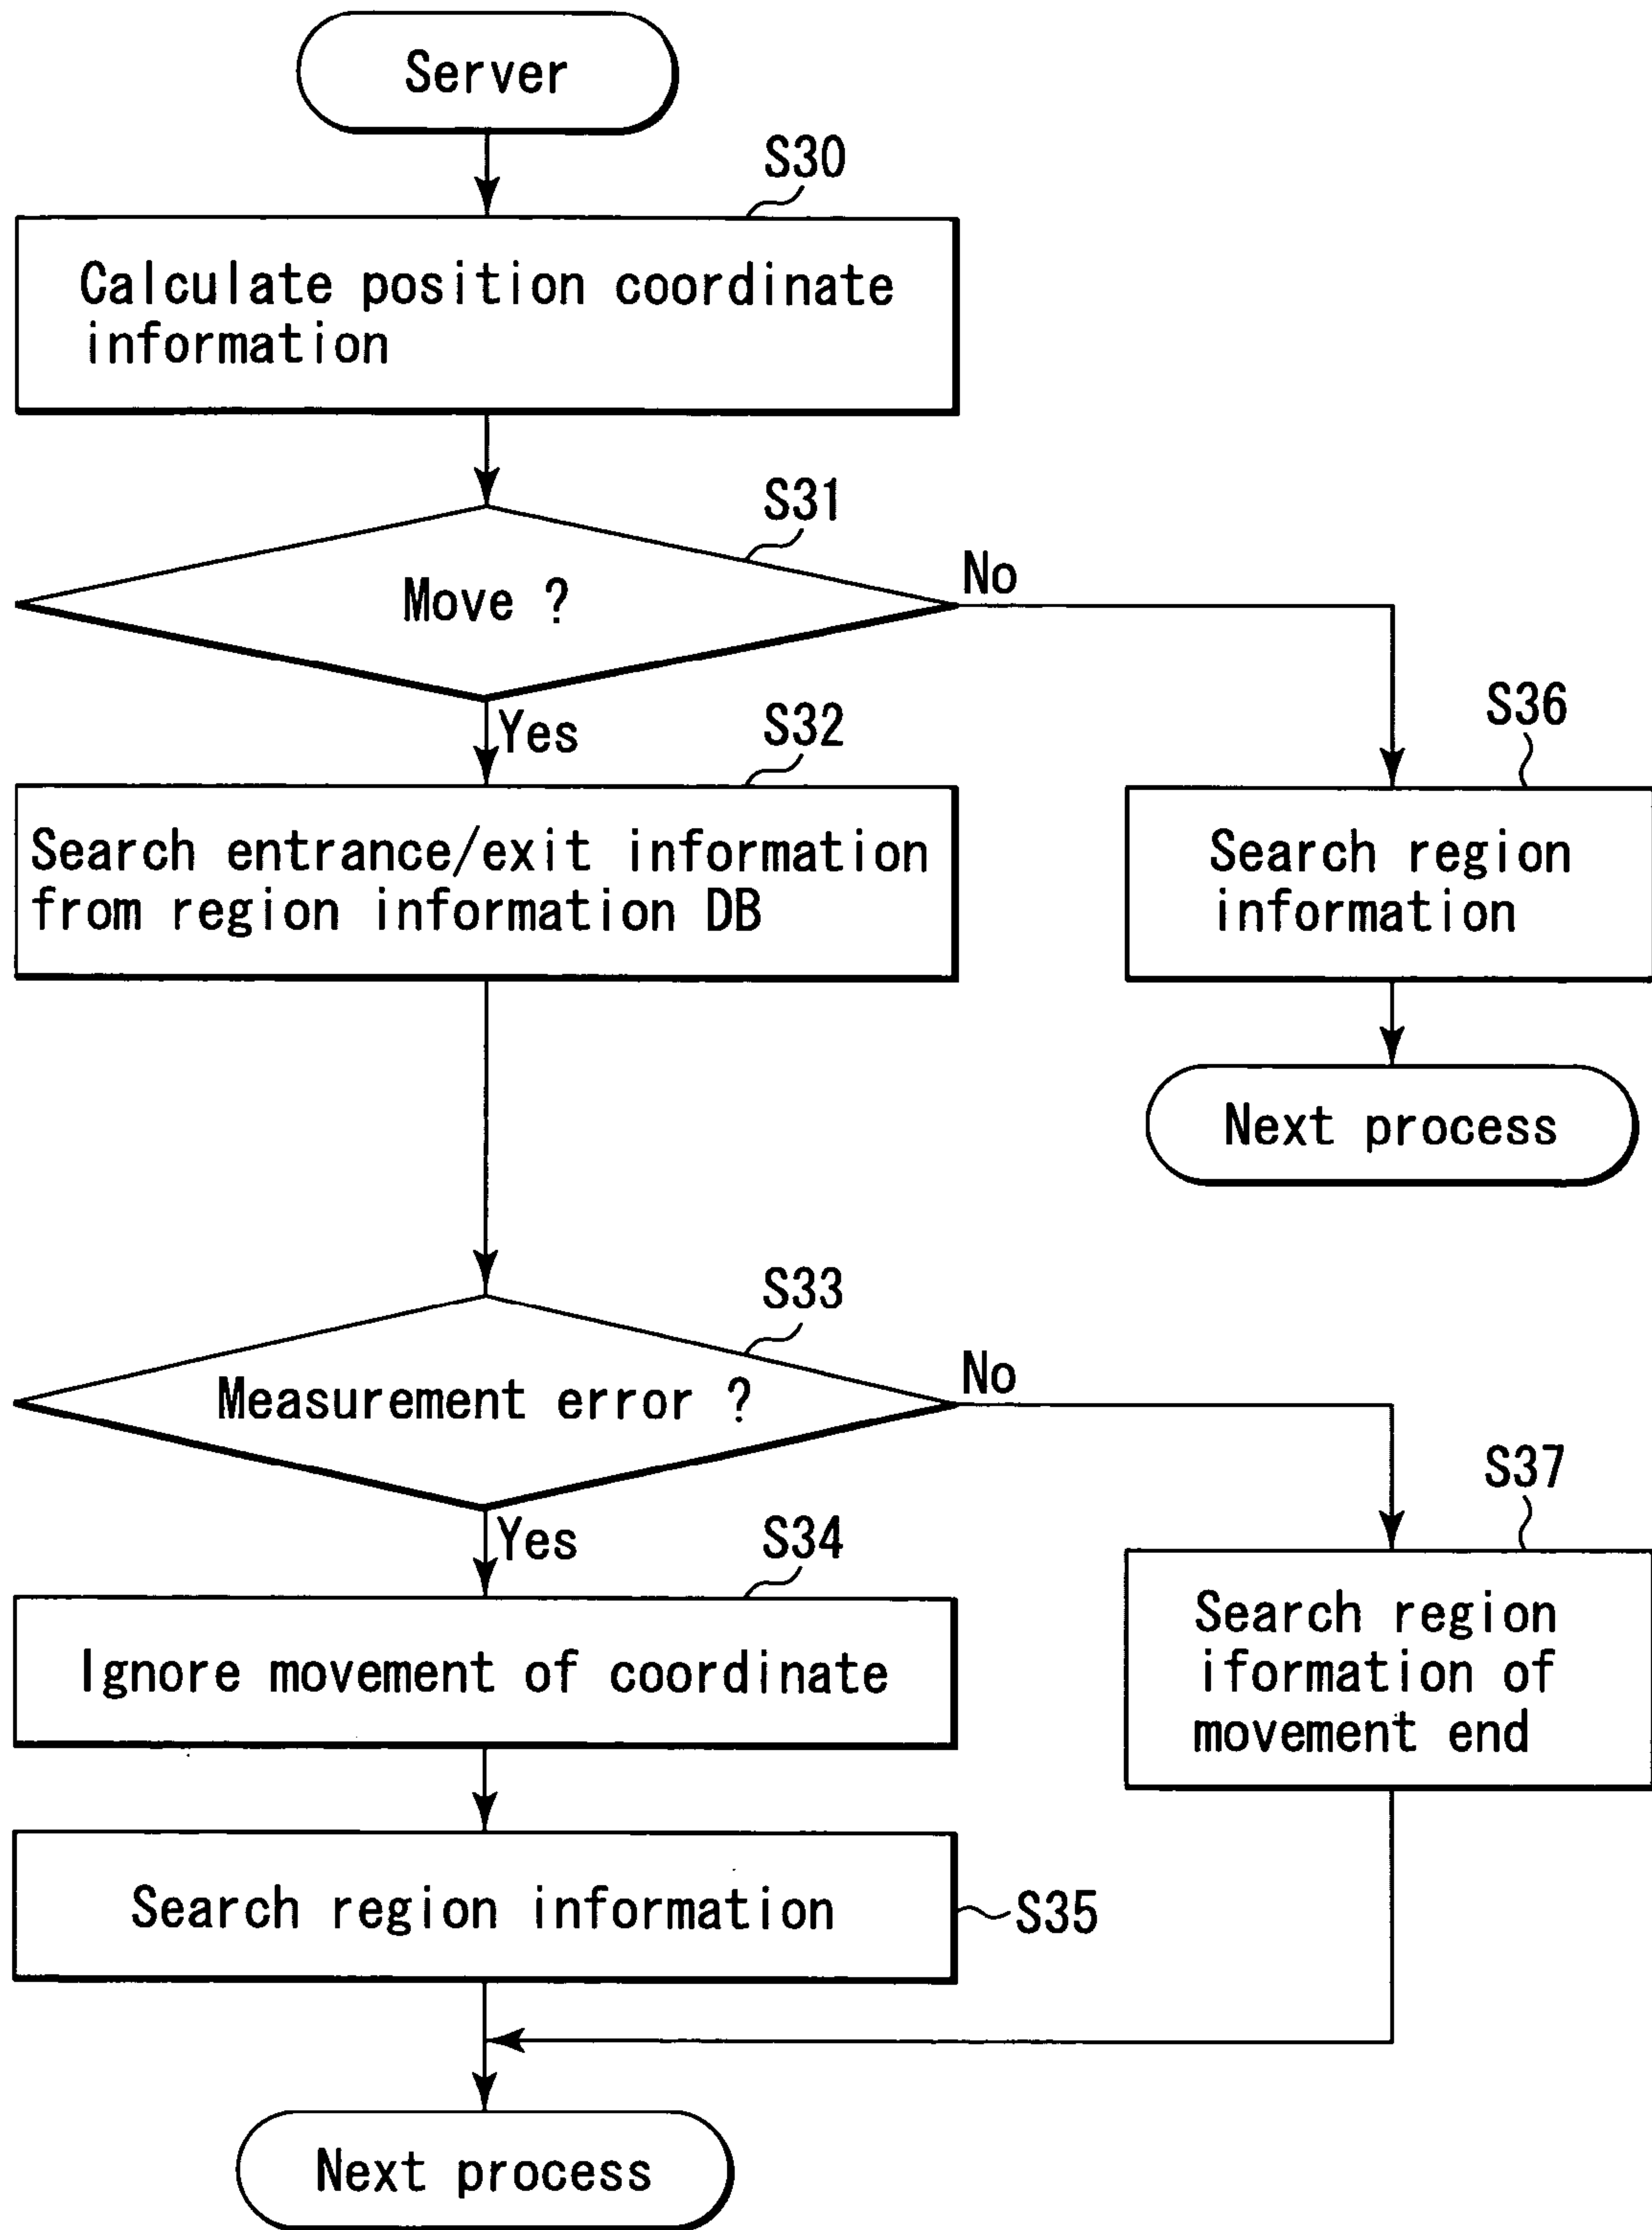 Server
S30
Calculate position coordinate
information
S31
Move ?
No
Yes
S32
S36
Search entrance/exit information
from region information DB
Search region
information
Next process
S33
Measurement error ?
No
Yes
S34
S37
Ignore movement of coordinate
Search region
iformation of
movement end
Search region information
S35
Next process